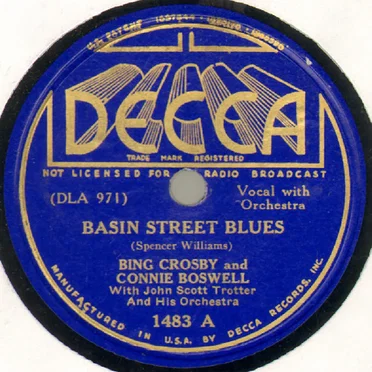 DECCA
TRADE MARK REGISTERED
NOT LICENSED FOR RADIO BROADCAST
(DLA 971)
Vocal with
Orchestra
BASIN STREET BLUES
(Spencer Williams)
BING CROSBY and
CONNIE BOSWELL
With John Scott Trotter
And His Orchestra
1483 A
MANUFACTURED IN U.S.A. BY DECCA RECORDS, INC.